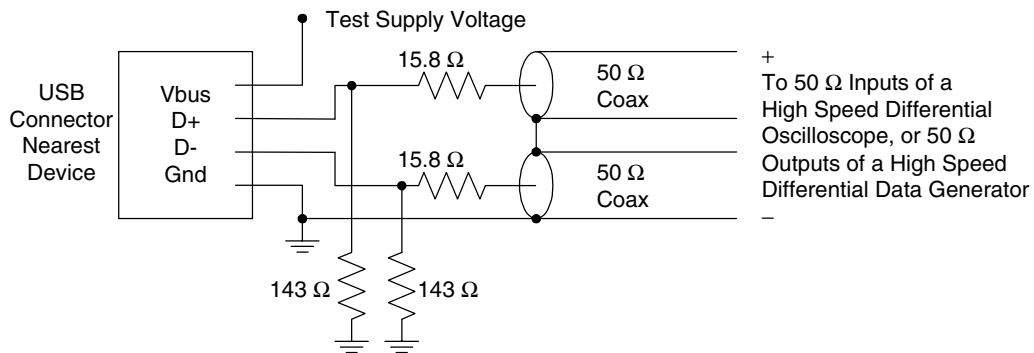 Test Supply Voltage
USB
Connector
Nearest
Device
Vbus
D+
D-
Gnd
15.8 Ω
50 Ω
Coax
15.8 Ω
50 Ω
Coax
143 Ω
143 Ω
+
To 50 Ω Inputs of a
High Speed Differential
Oscilloscope, or 50 Ω
Outputs of a High Speed
Differential Data Generator
−